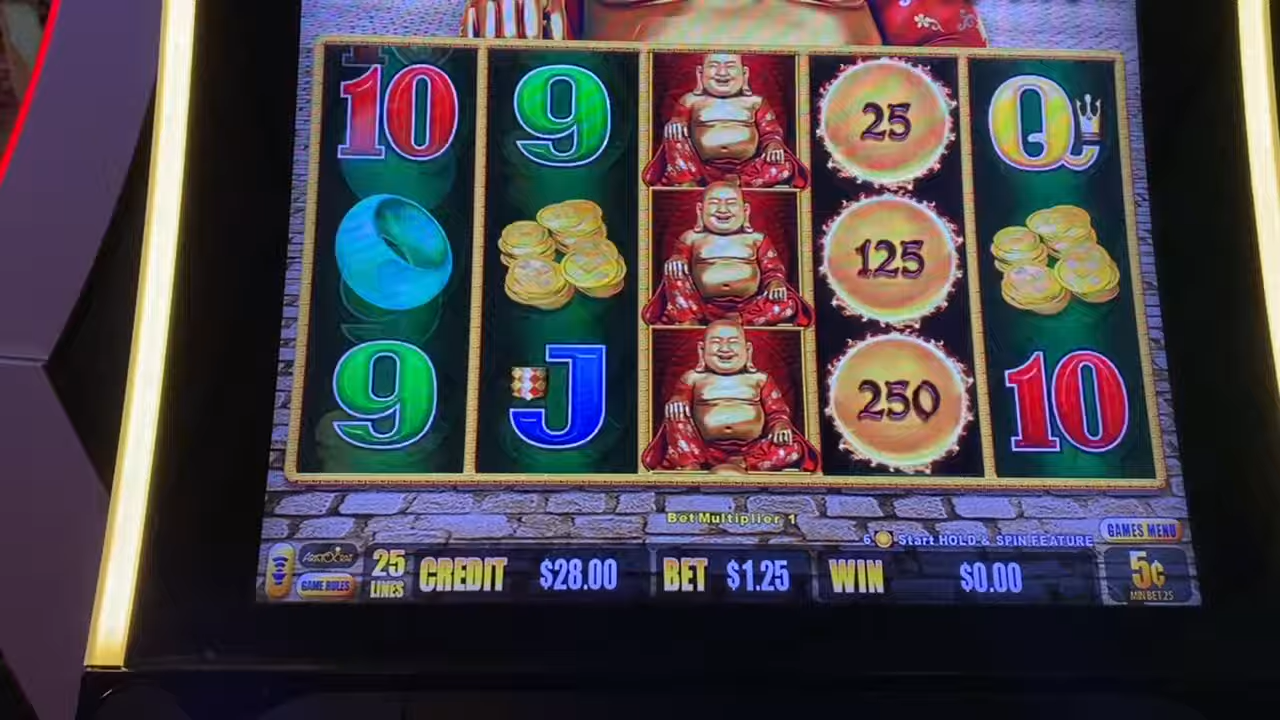 10 9 25 Q
125
9 J 250 10
Bet Multiplier 1
GAMES MENU
6 Start HOLD & SPIN FEATURE
ARISTOCRAT
GAME RULES
25 LINES
CREDIT $28.00
BET $1.25
WIN $0.00
5¢
MIN BET 25